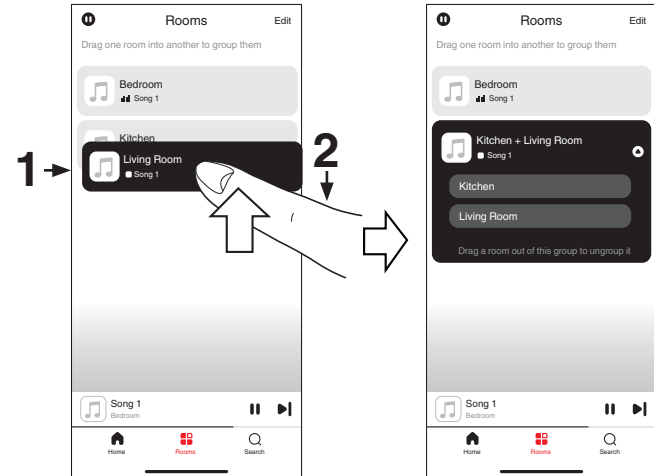 Rooms
Edit
Drag one room into another to group them
Bedroom
Song 1
Kitchen
Living Room
Song 1
1
2
Song 1
Bedroom
Home
Rooms
Search
Rooms
Edit
Drag one room into another to group them
Bedroom
Song 1
Kitchen + Living Room
Song 1
Kitchen
Living Room
Drag a room out of this group to ungroup it
Song 1
Bedroom
Home
Rooms
Search